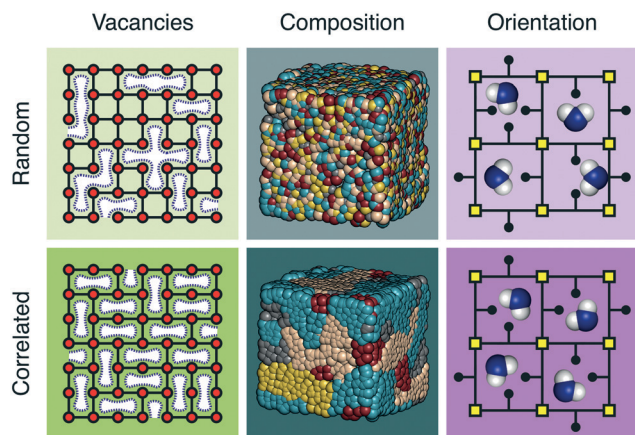 Vacancies
Composition
Orientation
Random
Correlated